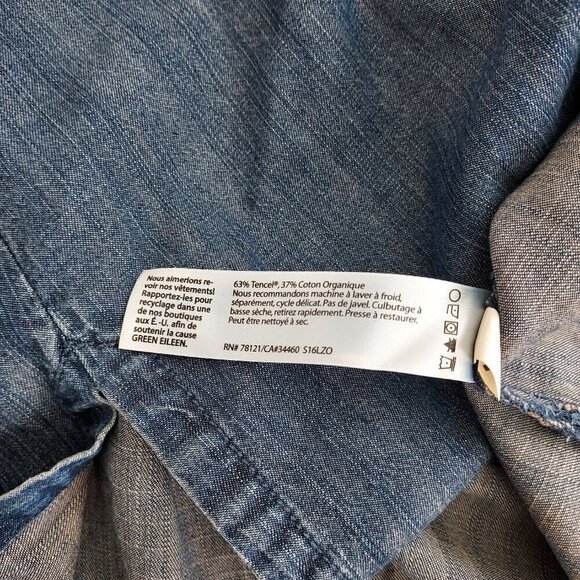 Nous aimerions re-
voir nos vêtements!
Rapportez-les pour
recyclage dans une
de nos boutiques
aux É. -U. afin de
soutenir la cause
GREEN EILEEN.
63% Tencel®, 37% Coton Organique
Nous recommandons machine à laver à froid,
séparément, cycle délicat. Pas de javel. Culbutage à
basse sèche, retirez rapidement. Presse à restaurer.
Peut être nettoyé à sec.
RN# 78121/CA#34460 S16LZO